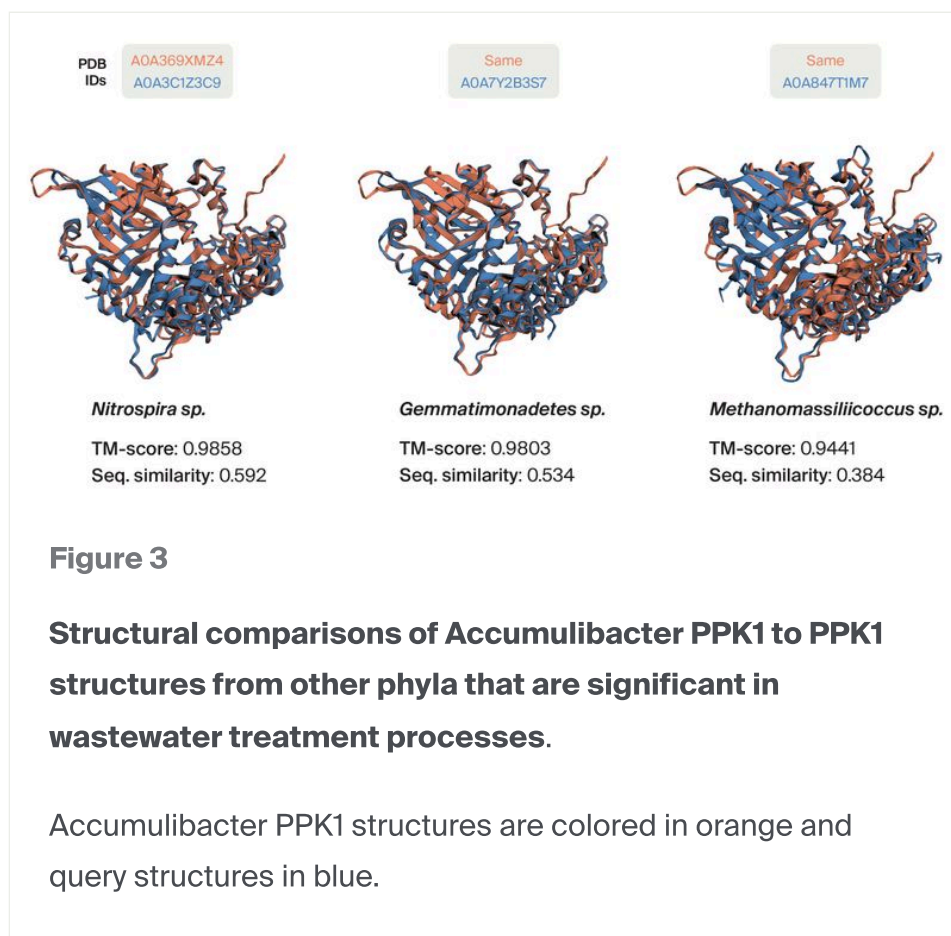 PDB IDs
A0A369XMZ4
A0A3C1Z3C9
Same
A0A7Y2B3S7
Same
A0A847T1M7
Nitrospira sp.
TM-score: 0.9858
Seq. similarity: 0.592
Gemmatimonadetes sp.
TM-score: 0.9803
Seq. similarity: 0.534
Methanomassiliicoccus sp.
TM-score: 0.9441
Seq. similarity: 0.384
Figure 3
Structural comparisons of Accumulibacter PPK1 to PPK1
structures from other phyla that are significant in
wastewater treatment processes.
Accumulibacter PPK1 structures are colored in orange and
query structures in blue.